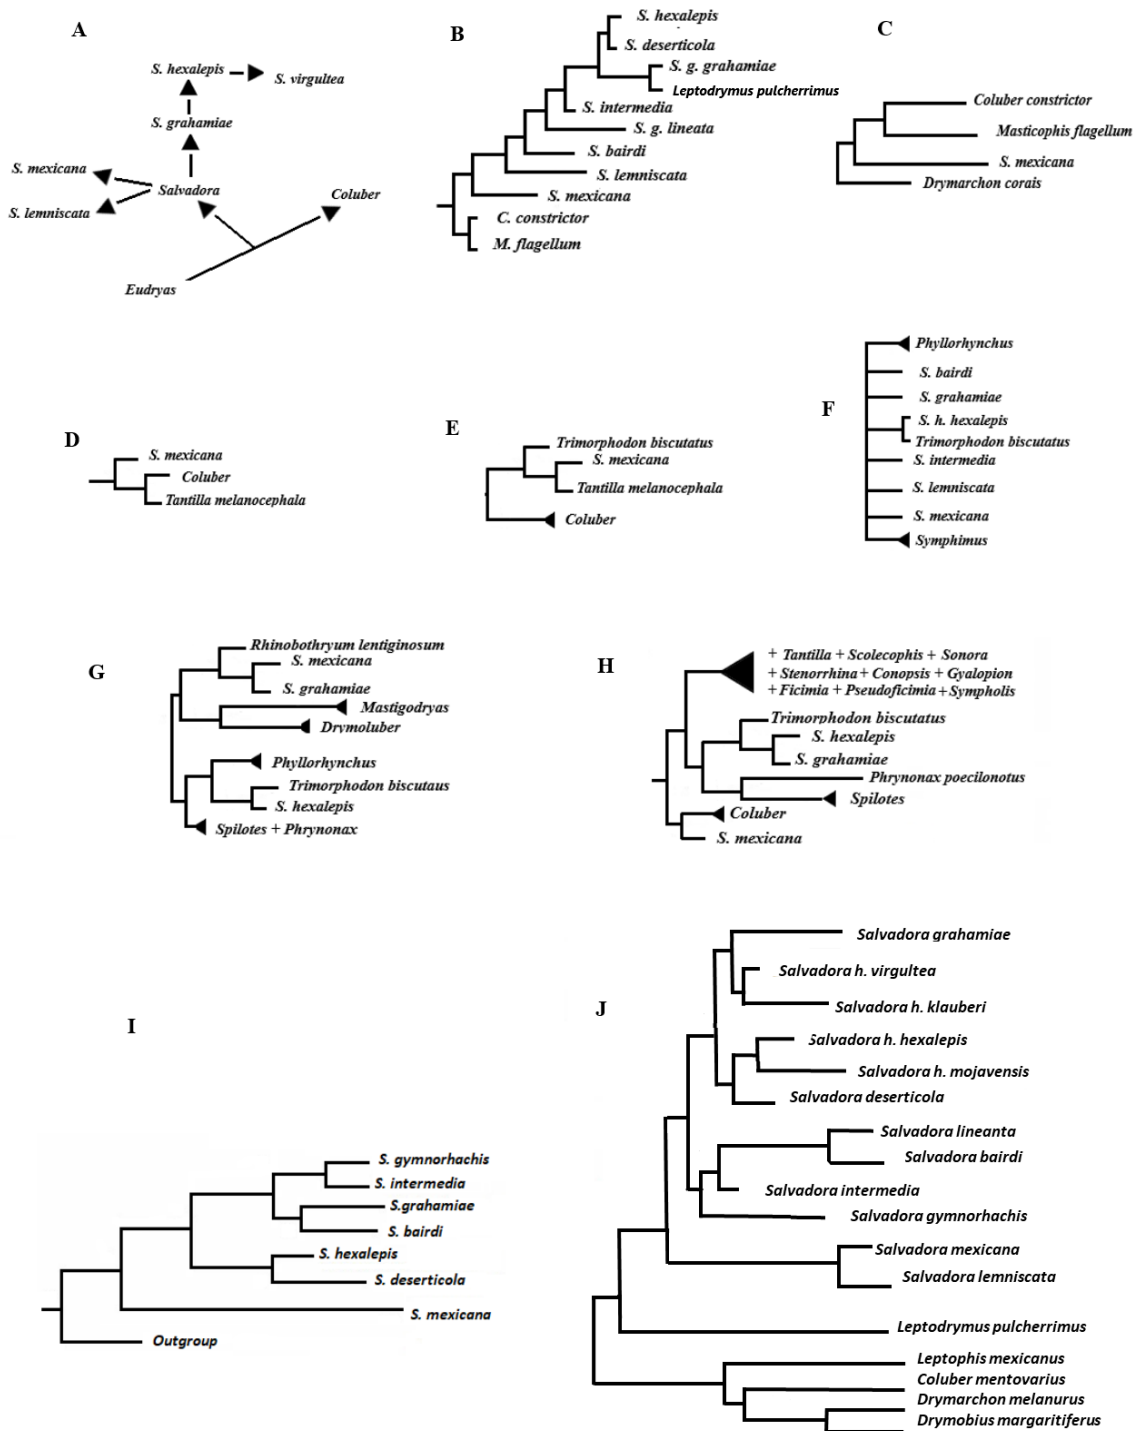 A
S. hexalepis
S. virgultea
S. grahamiae
S. mexicana
Salvadora
S. lemniscata
Coluber
Eudryas
B
S. hexalepis
S. deserticola
S. g. grahamiae
Leptodrymus pulcherrimus
S. intermedia
S. g. lineata
S. bairdi
S. lemniscata
S. mexicana
C. constrictor
M. flagellum
C
Coluber constrictor
Masticophis flagellum
S. mexicana
Drymarchon corais
D
S. mexicana
Coluber
Tantilla melanocephala
E
Trimorphodon biscutatus
S. mexicana
Tantilla melanocephala
Coluber
F
Phyllorhynchus
S. bairdi
S. grahamiae
S. h. hexalepis
Trimorphodon biscutatus
S. intermedia
S. lemniscata
S. mexicana
Symphimus
G
Rhinobothryum lentiginosum
S. mexicana
S. grahamiae
Mastigodryas
Drymoluber
Phyllorhynchus
Trimorphodon biscutaus
S. hexalepis
Spilotes + Phrynonax
H
+ Tantilla + Scolecophis + Sonora
+ Stenorrhina + Conopsis + Gyalopion
+ Ficimia + Pseudoficimia + Sympholis
Trimorphodon biscutatus
S. hexalepis
S. grahamiae
Phrynonax poecilonotus
Spilotes
Coluber
S. mexicana
I
S. gymnorhachis
S. intermedia
S.grahamiae
S. bairdi
S. hexalepis
S. deserticola
S. mexicana
Outgroup
J
Salvadora grahamiae
Salvadora h. virgultea
Salvadora h. klauberi
Salvadora h. hexalepis
Salvadora h. mojavensis
Salvadora deserticola
Salvadora lineanta
Salvadora bairdi
Salvadora intermedia
Salvadora gymnorhachis
Salvadora mexicana
Salvadora lemniscata
Leptodrymus pulcherrimus
Leptophis mexicanus
Coluber mentovarius
Drymarchon melanurus
Drymobius margaritiferus